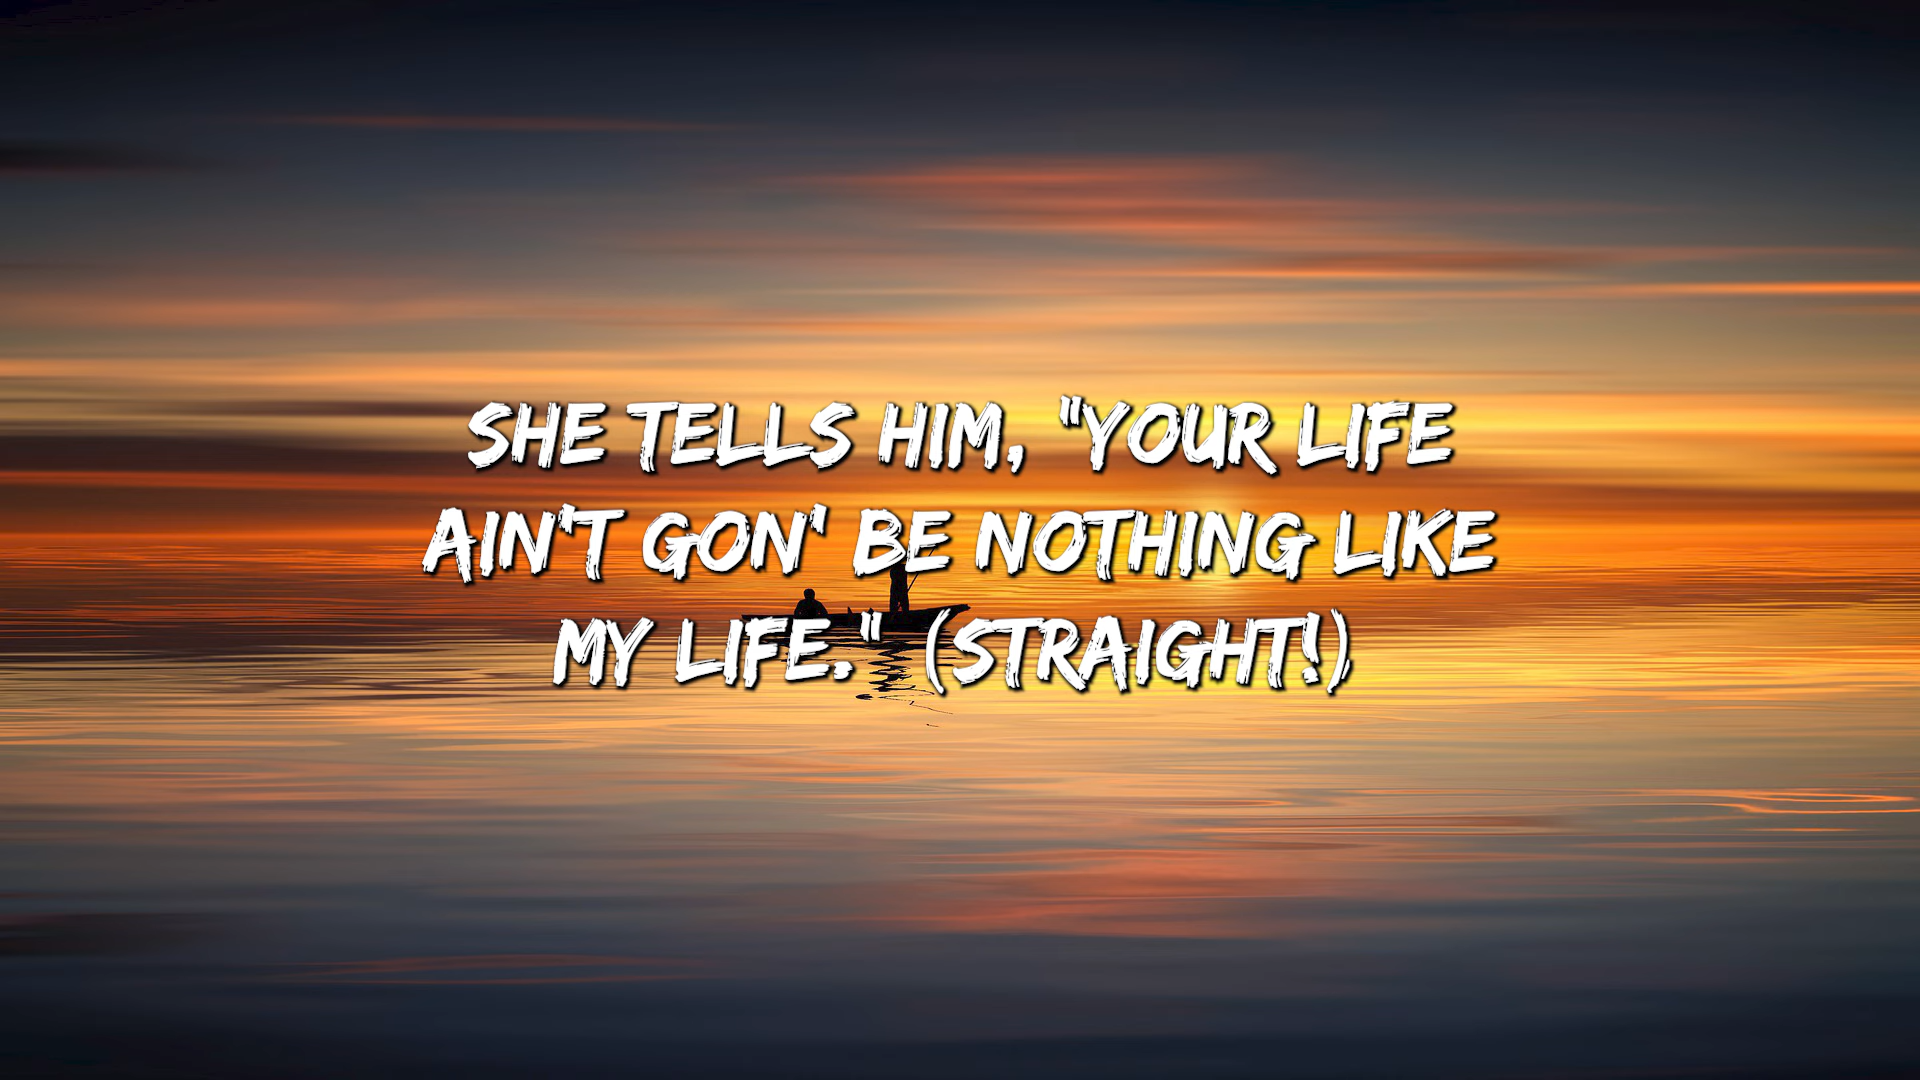 SHE TELLS HIM, "YOUR LIFE
AIN'T GON' BE NOTHING LIKE
MY LIFE." (STRAIGHT!)